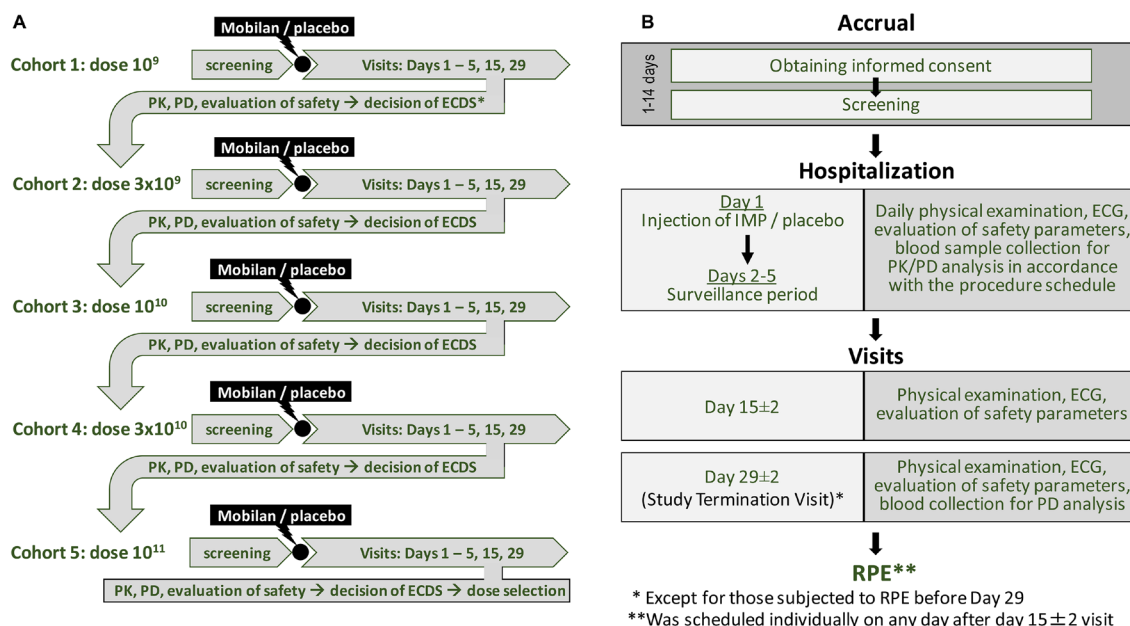 A
Mobilan / placebo
Cohort 1: dose 10⁹
screening
Visits: Days 1 – 5, 15, 29
PK, PD, evaluation of safety → decision of ECDS*
Mobilan / placebo
Cohort 2: dose 3x10⁹
screening
Visits: Days 1 – 5, 15, 29
PK, PD, evaluation of safety → decision of ECDS
Mobilan / placebo
Cohort 3: dose 10¹⁰
screening
Visits: Days 1 – 5, 15, 29
PK, PD, evaluation of safety → decision of ECDS
Mobilan / placebo
Cohort 4: dose 3x10¹⁰
screening
Visits: Days 1 – 5, 15, 29
PK, PD, evaluation of safety → decision of ECDS
Mobilan / placebo
Cohort 5: dose 10¹¹
screening
Visits: Days 1 – 5, 15, 29
PK, PD, evaluation of safety → decision of ECDS → dose selection
B
Accrual
1-14 days
Obtaining informed consent
Screening
Hospitalization
Day 1
Injection of IMP / placebo
Days 2-5
Surveillance period
Daily physical examination, ECG,
evaluation of safety parameters,
blood sample collection for
PK/PD analysis in accordance
with the procedure schedule
Visits
Day 15±2
Physical examination, ECG,
evaluation of safety parameters
Day 29±2
(Study Termination Visit)*
Physical examination, ECG,
evaluation of safety parameters,
blood collection for PD analysis
RPE**
* Except for those subjected to RPE before Day 29
**Was scheduled individually on any day after day 15±2 visit